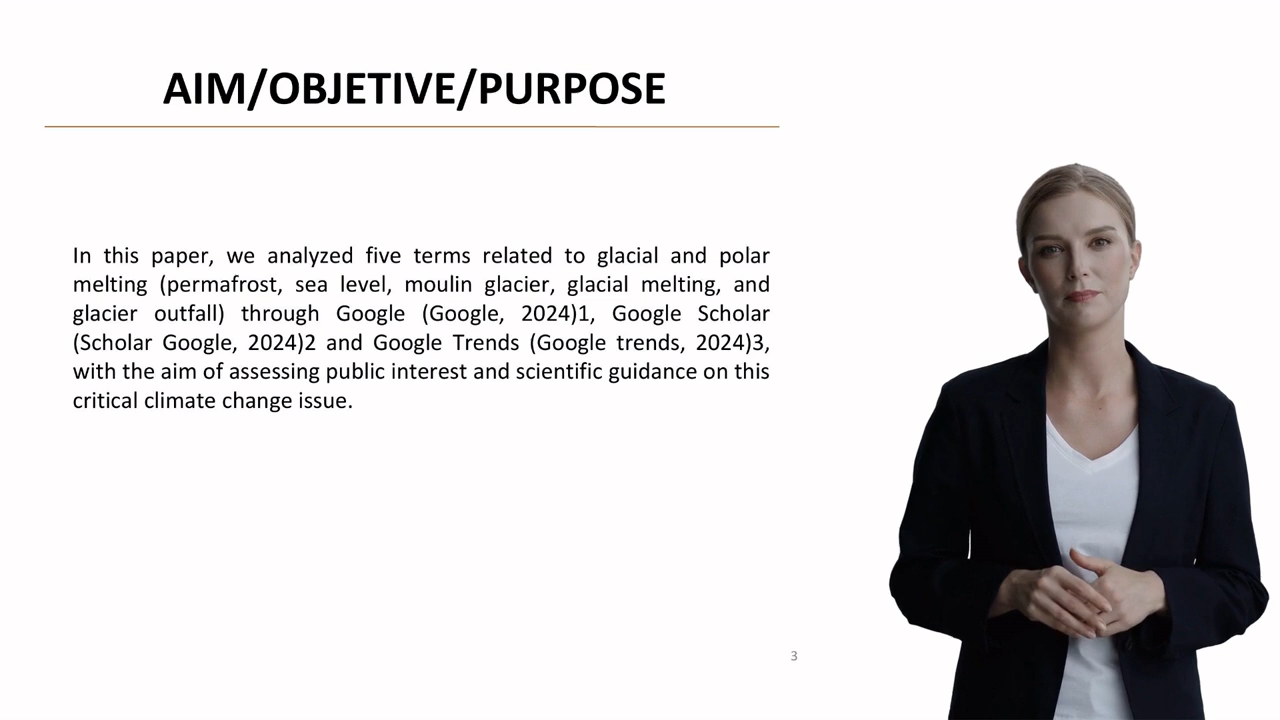 AIM/OBJETIVE/PURPOSE
In this paper, we analyzed five terms related to glacial and polar
melting (permafrost, sea level, moulin glacier, glacial melting, and
glacier outfall) through Google (Google, 2024)1, Google Scholar
(Scholar Google, 2024)2 and Google Trends (Google trends, 2024)3,
with the aim of assessing public interest and scientific guidance on this
critical climate change issue.
3